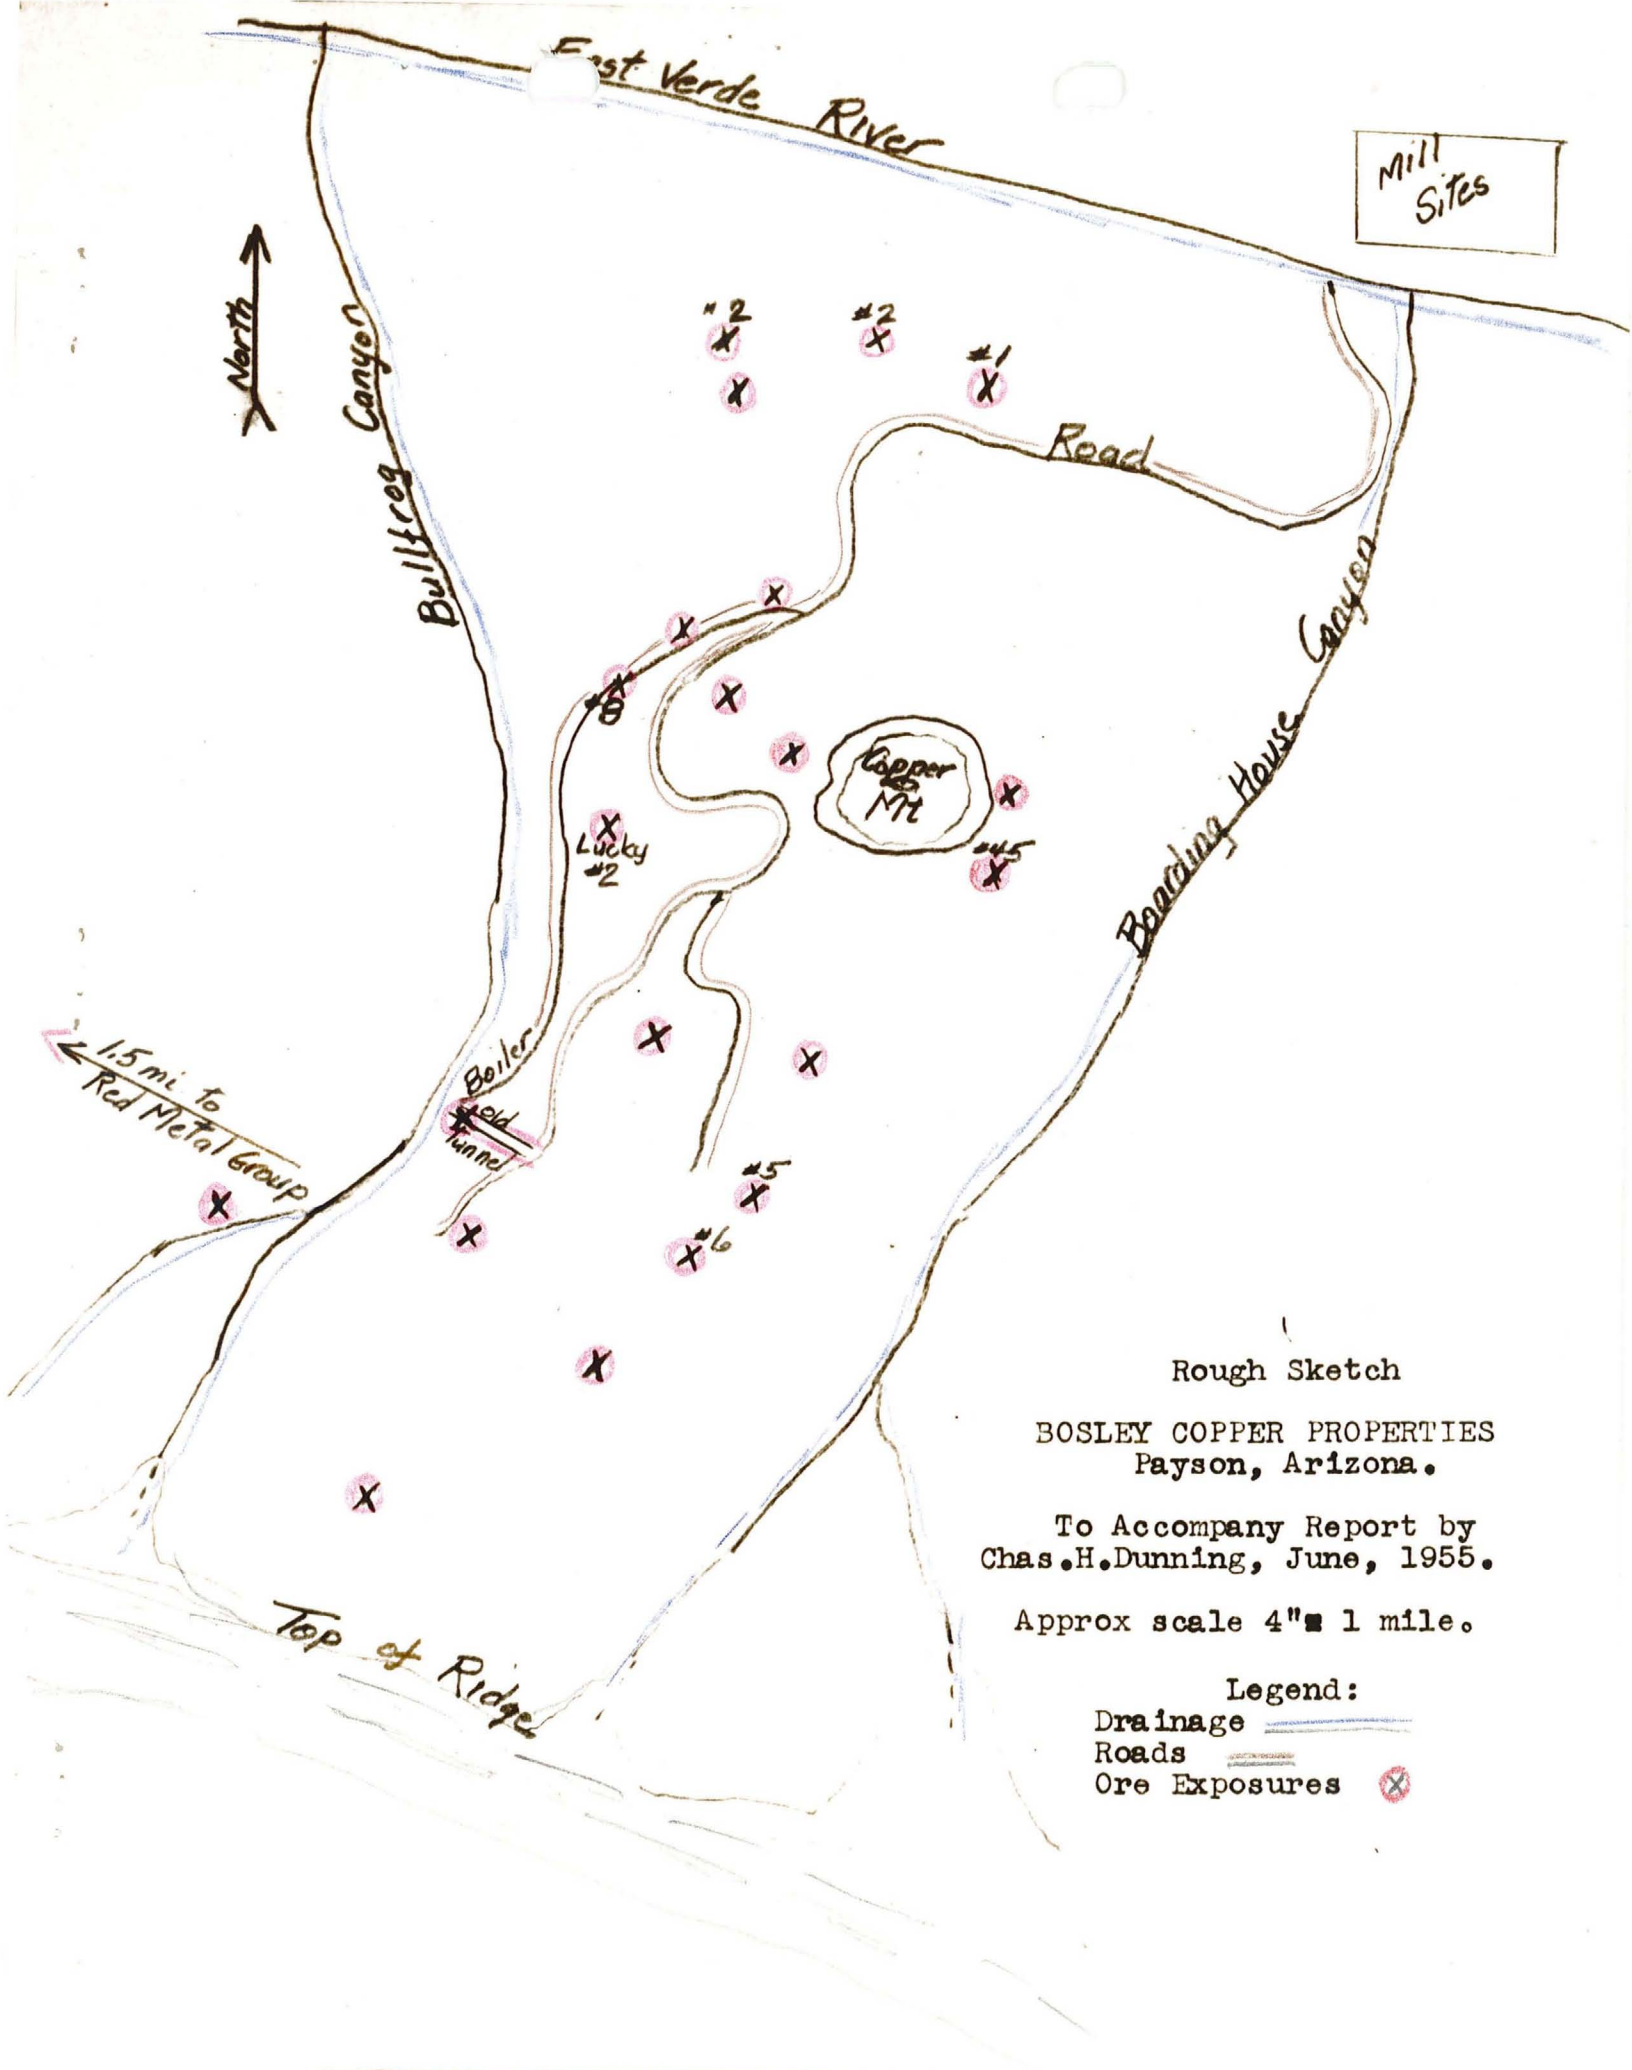 East Verde River
Mill
Sites
North
Bullfrog Canyon
#2
#2
#1
Road
#8
Copper
Mt
#45
Lucky
#2
Boarding House Canyon
Boiler
Old
Tunnel
1.5 mi. to
Red Metal Group
#5
#6
Top of Ridge
Rough Sketch
BOSLEY COPPER PROPERTIES
Payson, Arizona.
To Accompany Report by
Chas.H.Dunning, June, 1955.
Approx scale 4"= 1 mile.
Legend:
Drainage
Roads
Ore Exposures